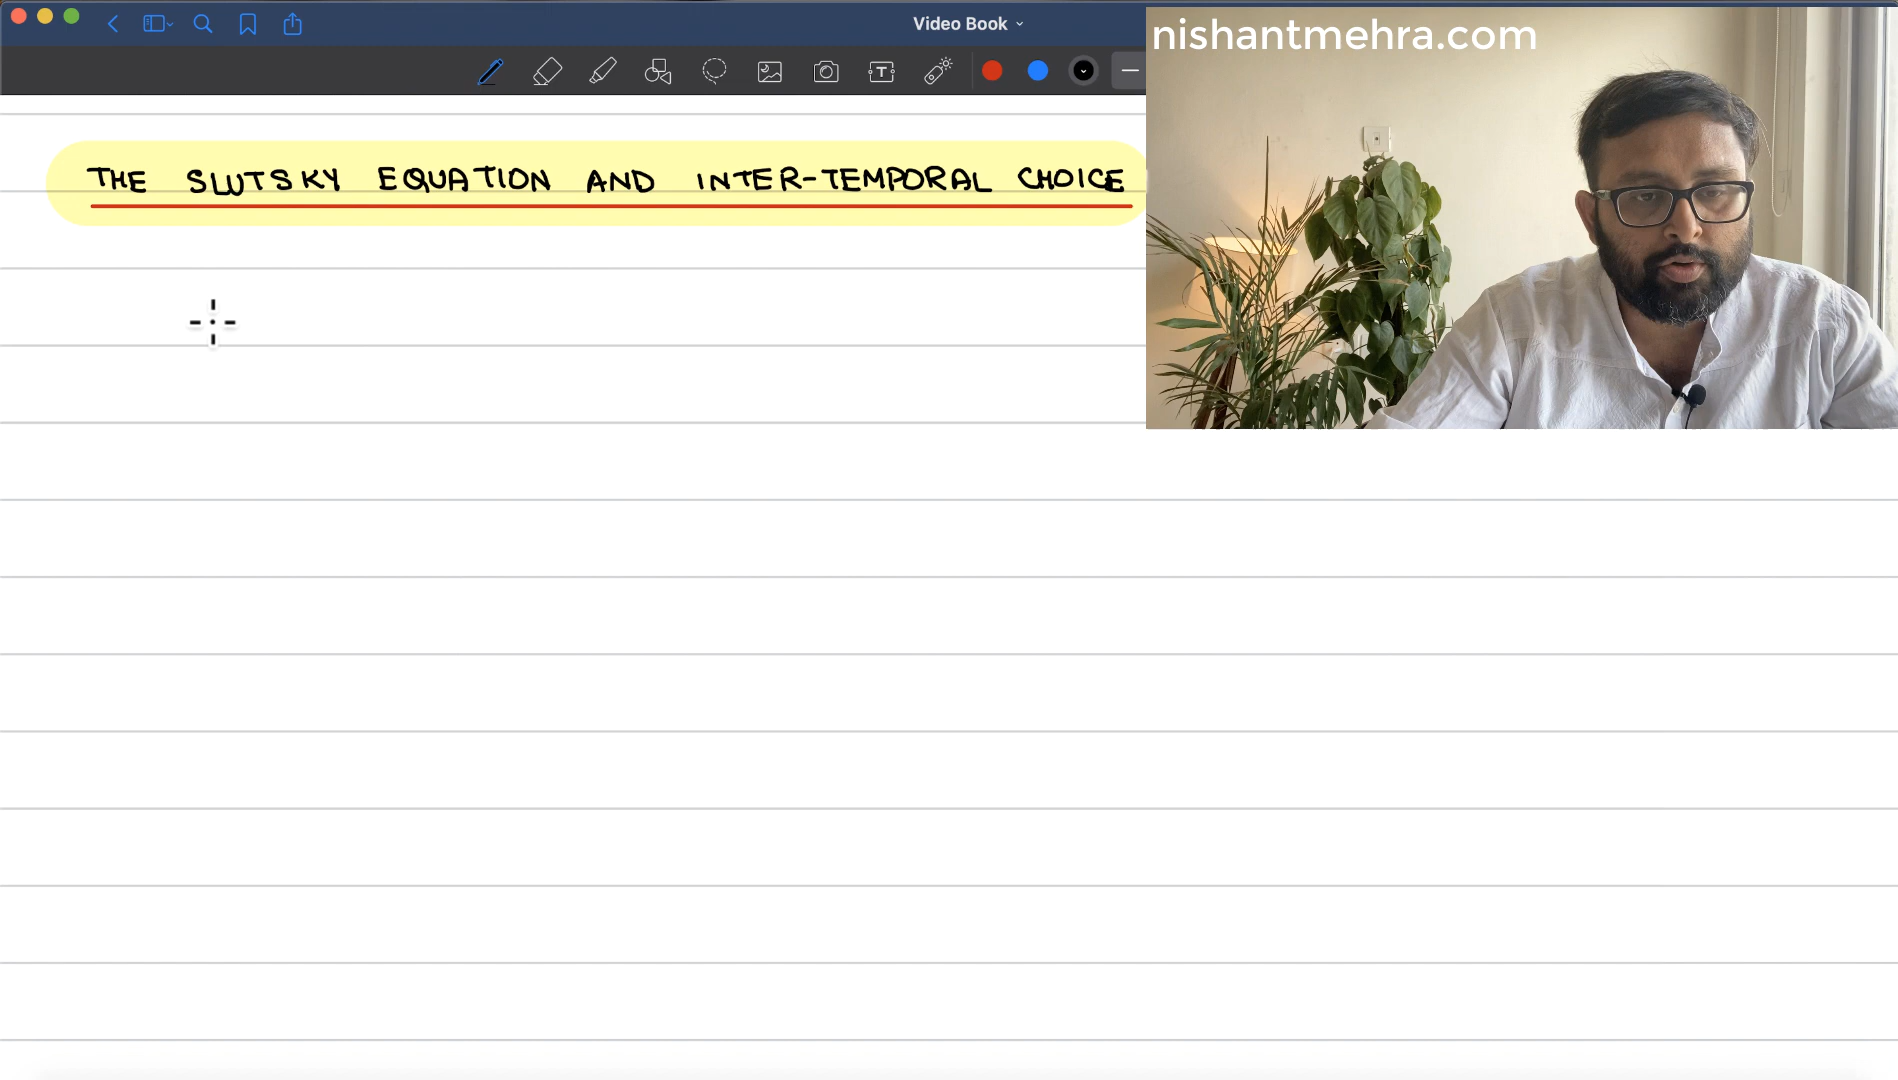 Video Book
nishantmehra.com
T
THE SLUTSKY EQUATION AND INTER-TEMPORAL CHOICE